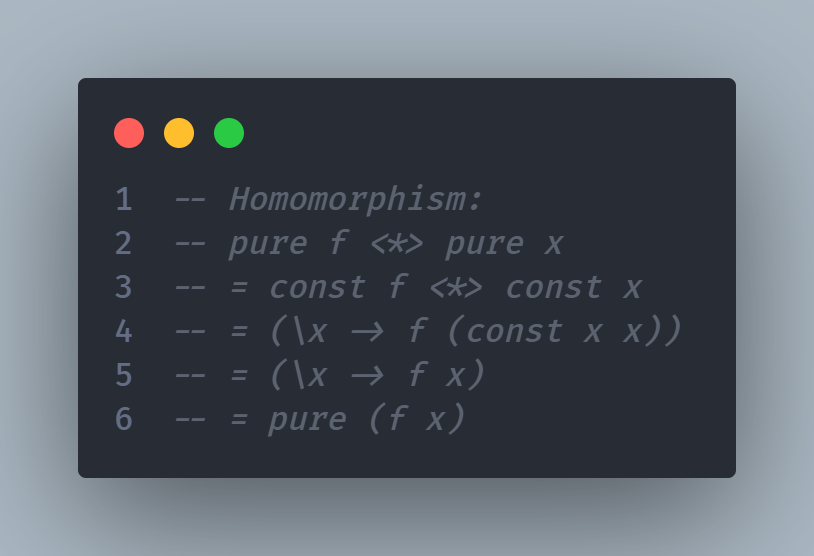 1 -- Homomorphism:
2 -- pure f <*> pure x
3 -- = const f <*> const x
4 -- = (\x -> f (const x x))
5 -- = (\x -> f x)
6 -- = pure (f x)